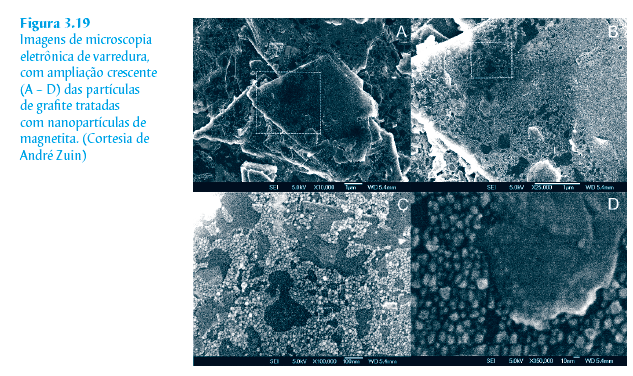 Figura 3.19
Imagens de microscopia
eletrônica de varredura,
com ampliação crescente
(A – D) das partículas
de grafite tratadas
com nanopartículas de
magnetita. (Cortesia de
André Zuin)
A
B
SEI 5.0kV X10,000 1µm WD 5.4mm
SEI 5.0kV X25,000 1µm WD 5.4mm
C
D
SEI 5.0kV X100,000 100nm WD 5.4mm
SEI 5.0kV X350,000 10nm WD 5.4mm